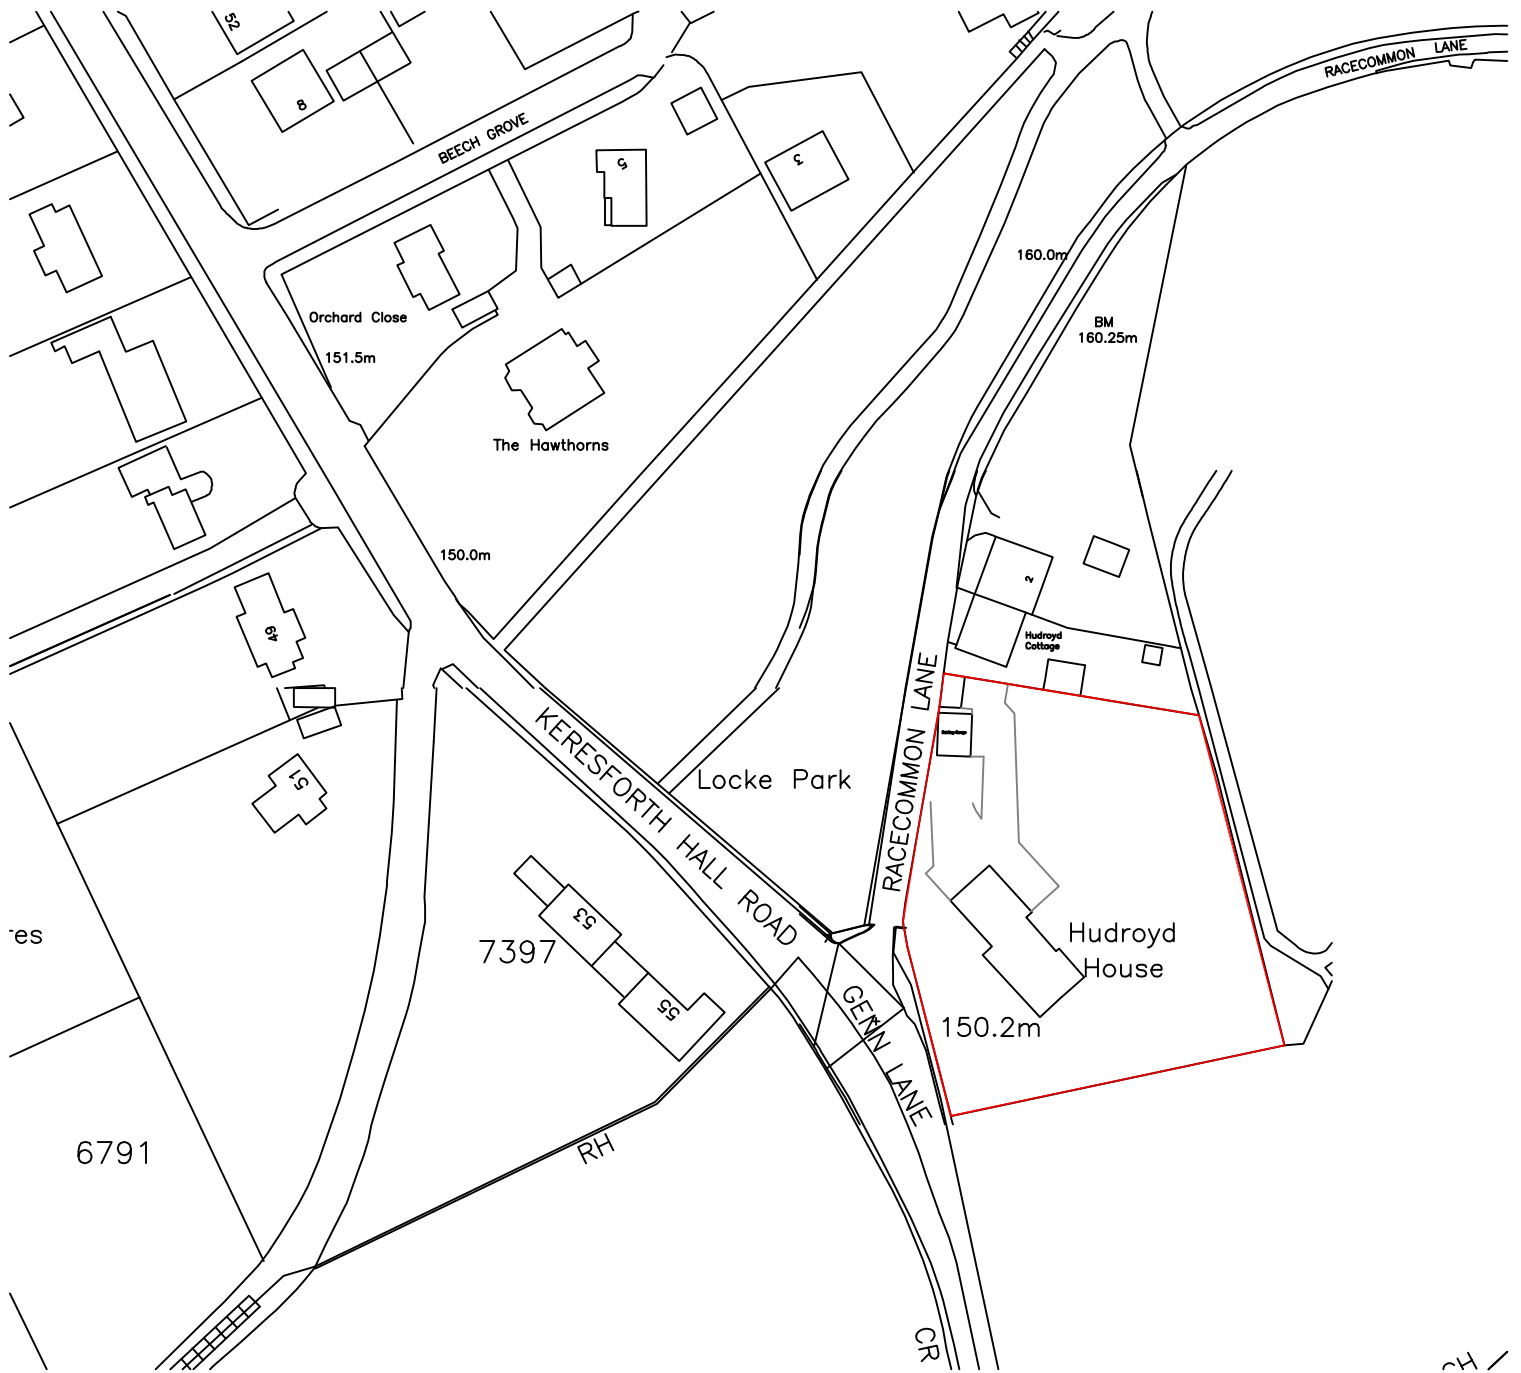 52
RACECOMMON LANE
8
BEECH GROVE
5
3
160.0m
Orchard Close
BM
160.25m
151.5m
The Hawthorns
150.0m
2
49
Hudroyd
Cottage
RACECOMMON LANE
KERESFORTH HALL ROAD
Locke Park
51
53
res
7397
Hudroyd
House
55
GENN LANE
150.2m
6791
RH
CR